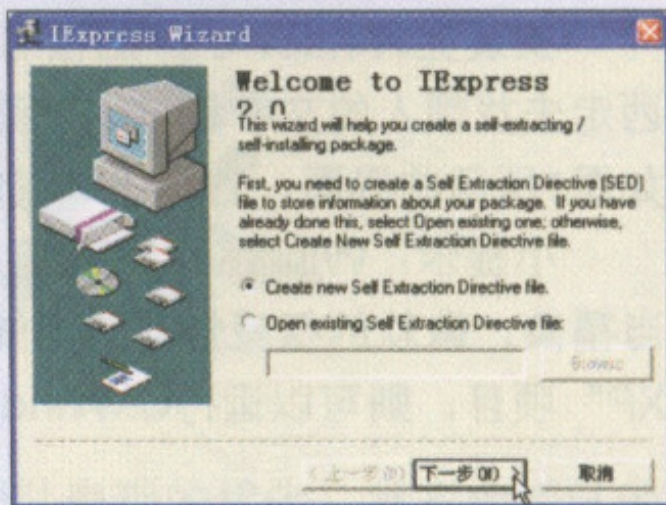 IExpress Wizard
Welcome to IExpress
2.0
This wizard will help you create a self-extracting /
self-installing package.
First, you need to create a Self Extraction Directive (SED)
file to store information about your package. If you have
already done this, select Open existing one; otherwise,
select Create New Self Extraction Directive file.
Create new Self Extraction Directive file.
Open existing Self Extraction Directive file:
Browse
< 上一步(B) 下一步(N) > 取消